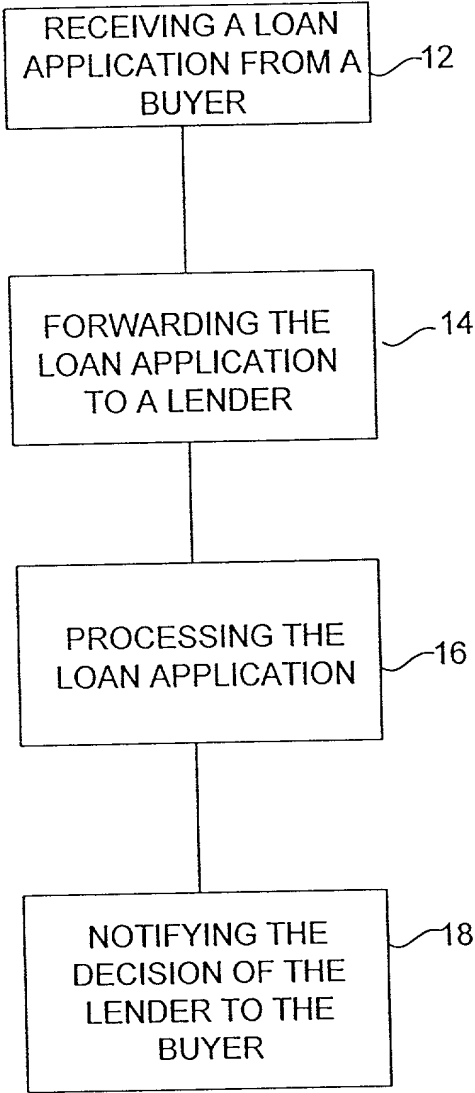 RECEIVING A LOAN
APPLICATION FROM A
BUYER
12
FORWARDING THE
LOAN APPLICATION
TO A LENDER
14
PROCESSING THE
LOAN APPLICATION
16
NOTIFYING THE
DECISION OF THE
LENDER TO THE
BUYER
18